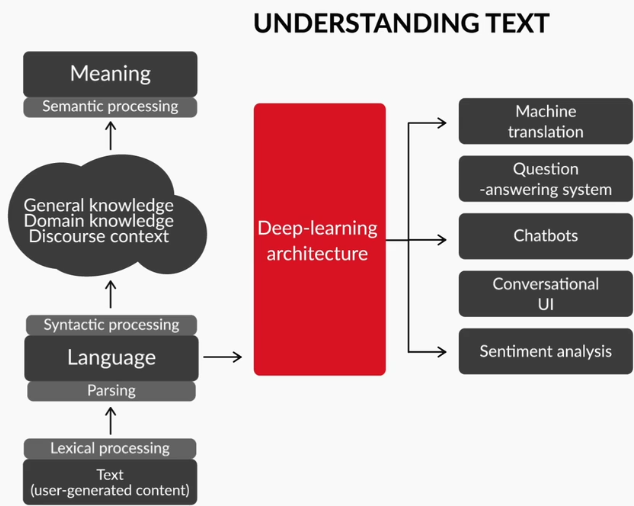 UNDERSTANDING TEXT
Meaning
Semantic processing
General knowledge
Domain knowledge
Discourse context
Syntactic processing
Language
Parsing
Lexical processing
Text
(user-generated content)
Deep-learning
architecture
Machine
translation
Question
-answering system
Chatbots
Conversational
UI
Sentiment analysis